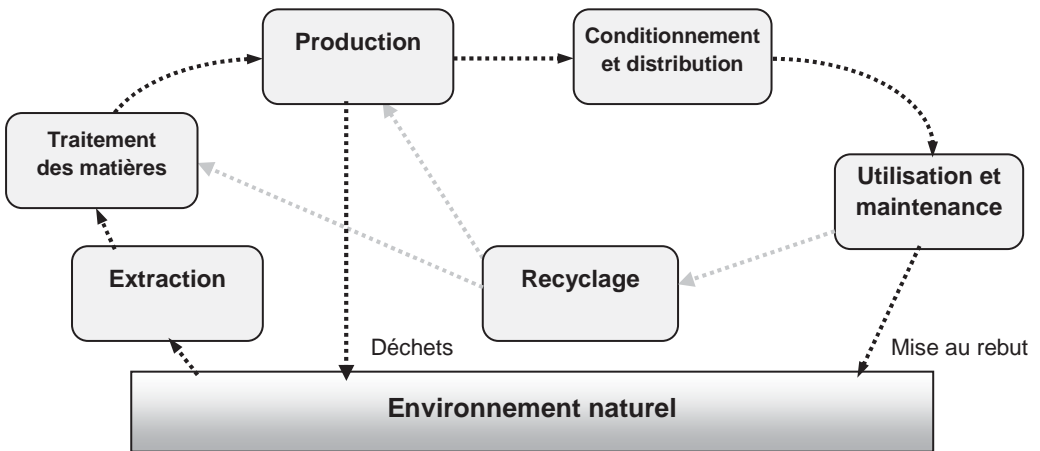 Production
Conditionnement
et distribution
Traitement
des matières
Utilisation et
maintenance
Extraction
Recyclage
Déchets
Mise au rebut
Environnement naturel